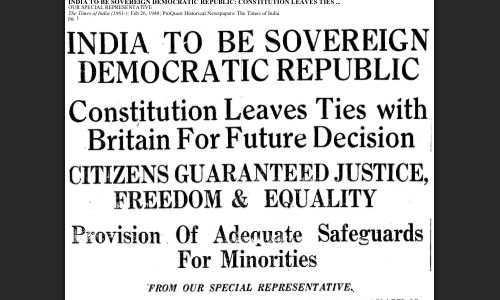 INDIA TO BE SOVEREIGN DEMOCRATIC REPUBLIC: CONSTITUTION LEAVES TIES ...
OUR SPECIAL REPRESENTATIVE
The Times of India (1861-); Feb 26, 1948; ProQuest Historical Newspapers: The Times of India
pg. 1
INDIA TO BE SOVEREIGN
DEMOCRATIC REPUBLIC
Constitution Leaves Ties with
Britain For Future Decision
CITIZENS GUARANTEED JUSTICE,
FREEDOM & EQUALITY
Provision Of Adequate Safeguards
For Minorities
FROM OUR SPECIAL REPRESENTATIVE.